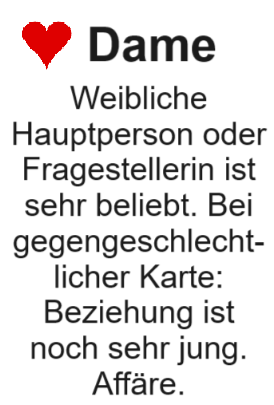 Dame
Weibliche
Hauptperson oder
Fragestellerin ist
sehr beliebt. Bei
gegengeschlecht-
licher Karte:
Beziehung ist
noch sehr jung.
Affäre.